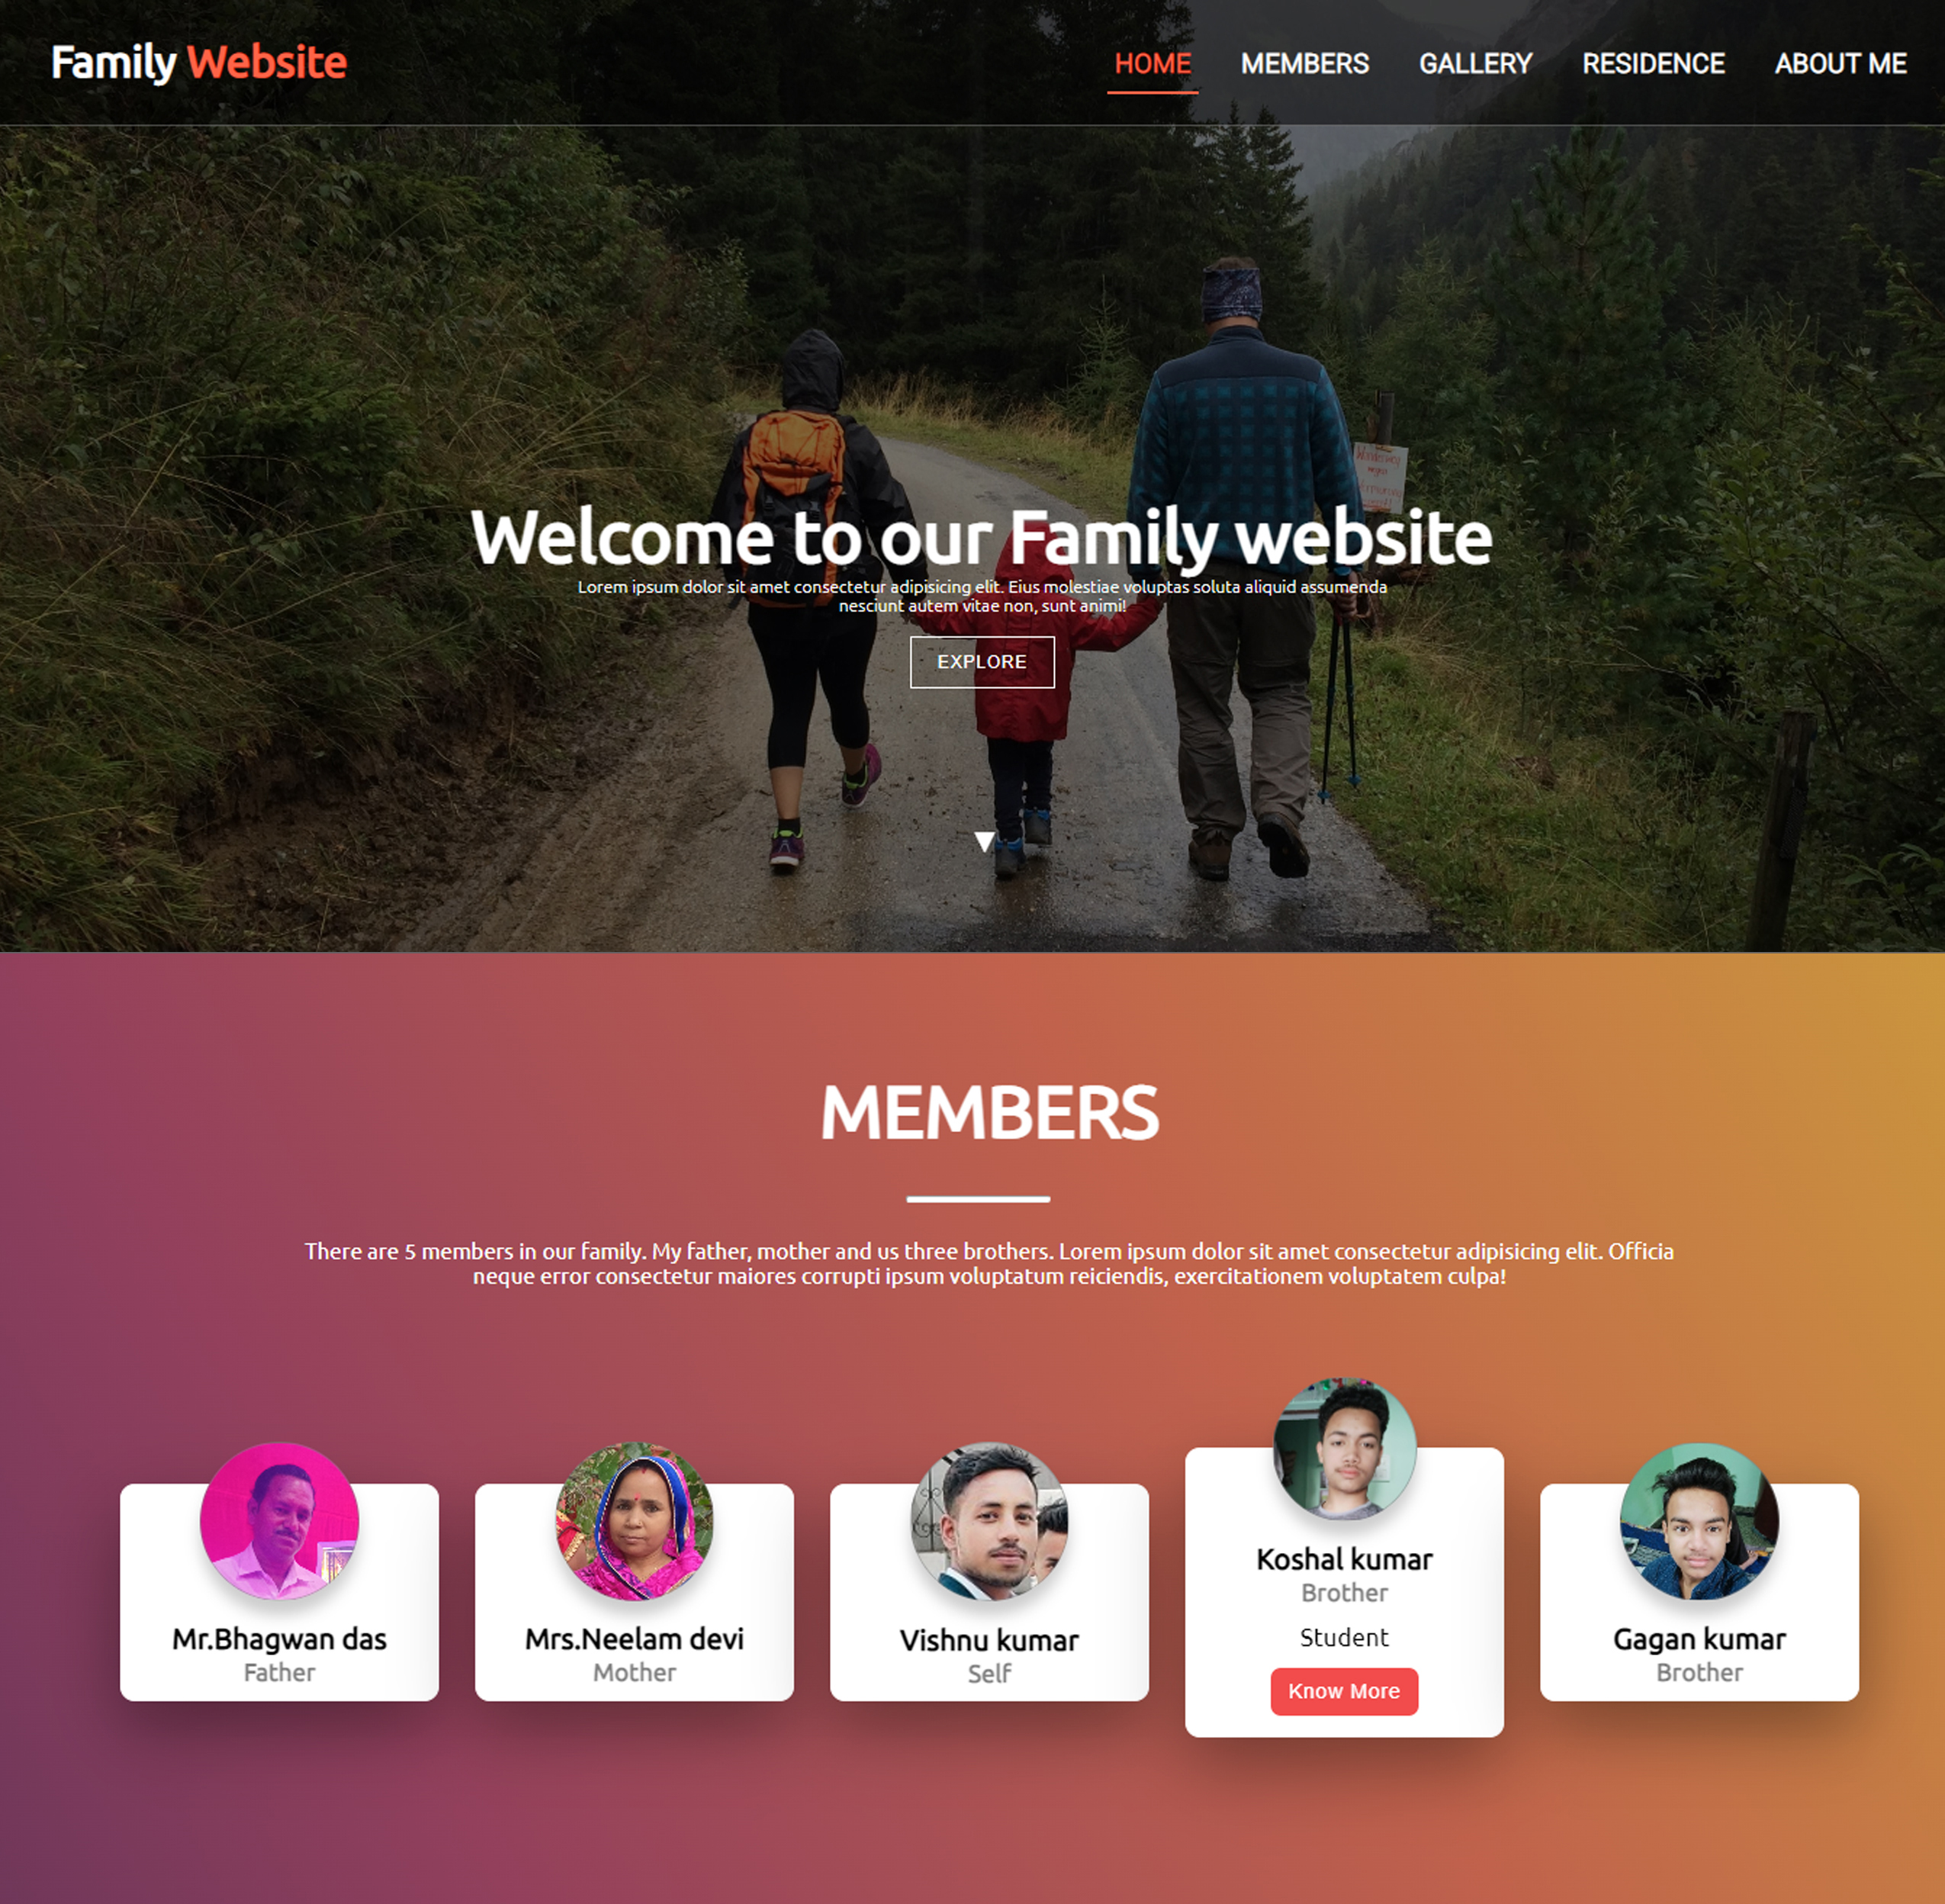 Family Website
HOME MEMBERS GALLERY RESIDENCE ABOUT ME
Welcome to our Family website
Lorem ipsum dolor sit amet consectetur adipisicing elit. Eius molestiae voluptas soluta aliquid assumenda
nesciunt autem vitae non, sunt animi!
EXPLORE
MEMBERS
There are 5 members in our family. My father, mother and us three brothers. Lorem ipsum dolor sit amet consectetur adipisicing elit. Officia
neque error consectetur maiores corrupti ipsum voluptatum reiciendis, exercitationem voluptatem culpa!
Mr.Bhagwan das
Father
Mrs.Neelam devi
Mother
Vishnu kumar
Self
Koshal kumar
Brother
Student
Know More
Gagan kumar
Brother